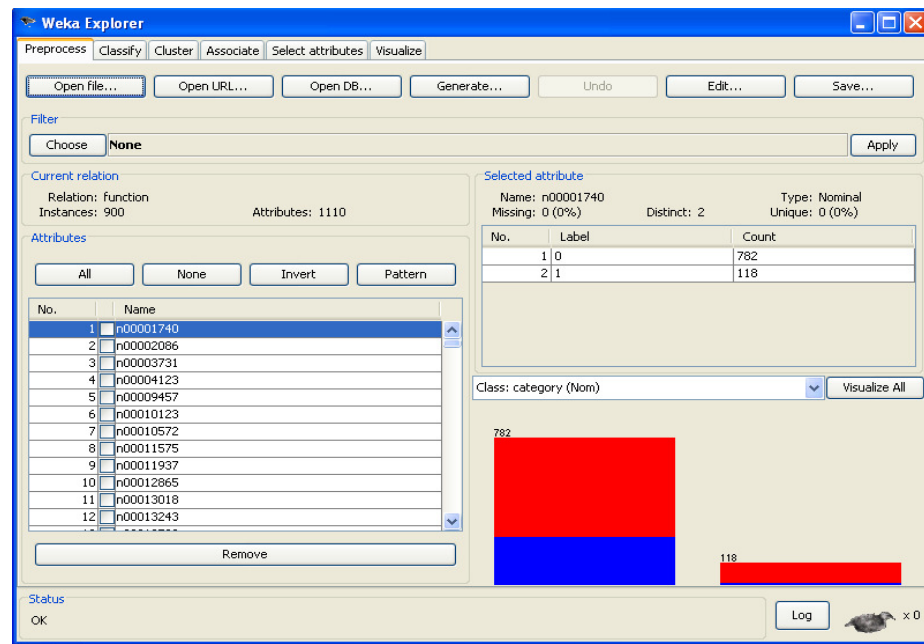 Weka Explorer
Preprocess Classify Cluster Associate Select attributes Visualize
Open file... Open URL... Open DB... Generate... Undo Edit... Save...
Filter
Choose None Apply
Current relation
Relation: function
Instances: 900 Attributes: 1110
Attributes
All None Invert Pattern
No. Name
1 n00001740
2 n00002086
3 n00003731
4 n00004123
5 n00009457
6 n00010123
7 n00010572
8 n00011575
9 n00011937
10 n00012865
11 n00013018
12 n00013243
Remove
Selected attribute
Name: n00001740 Type: Nominal
Missing: 0 (0%) Distinct: 2 Unique: 0 (0%)
No. Label Count
1 0 782
2 1 118
Class: category (Nom) Visualize All
782
118
Status
OK
Log x 0